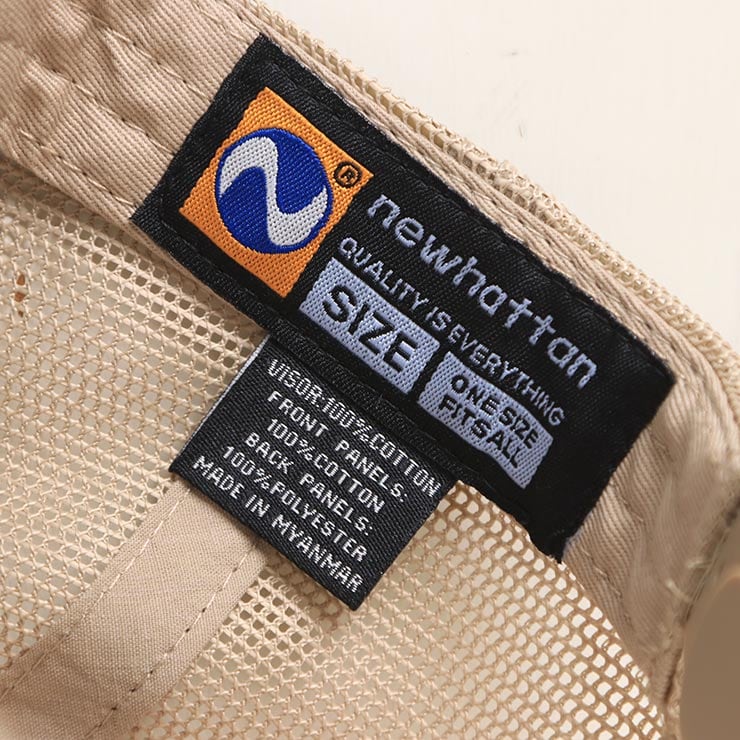 ®
newhattan
QUALITY IS EVERYTHING
SIZE
ONE SIZE
FITS ALL
VISOR:100%COTTON
FRONT PANELS:
100%COTTON
BACK PANELS:
100%POLYESTER
MADE IN MYANMAR